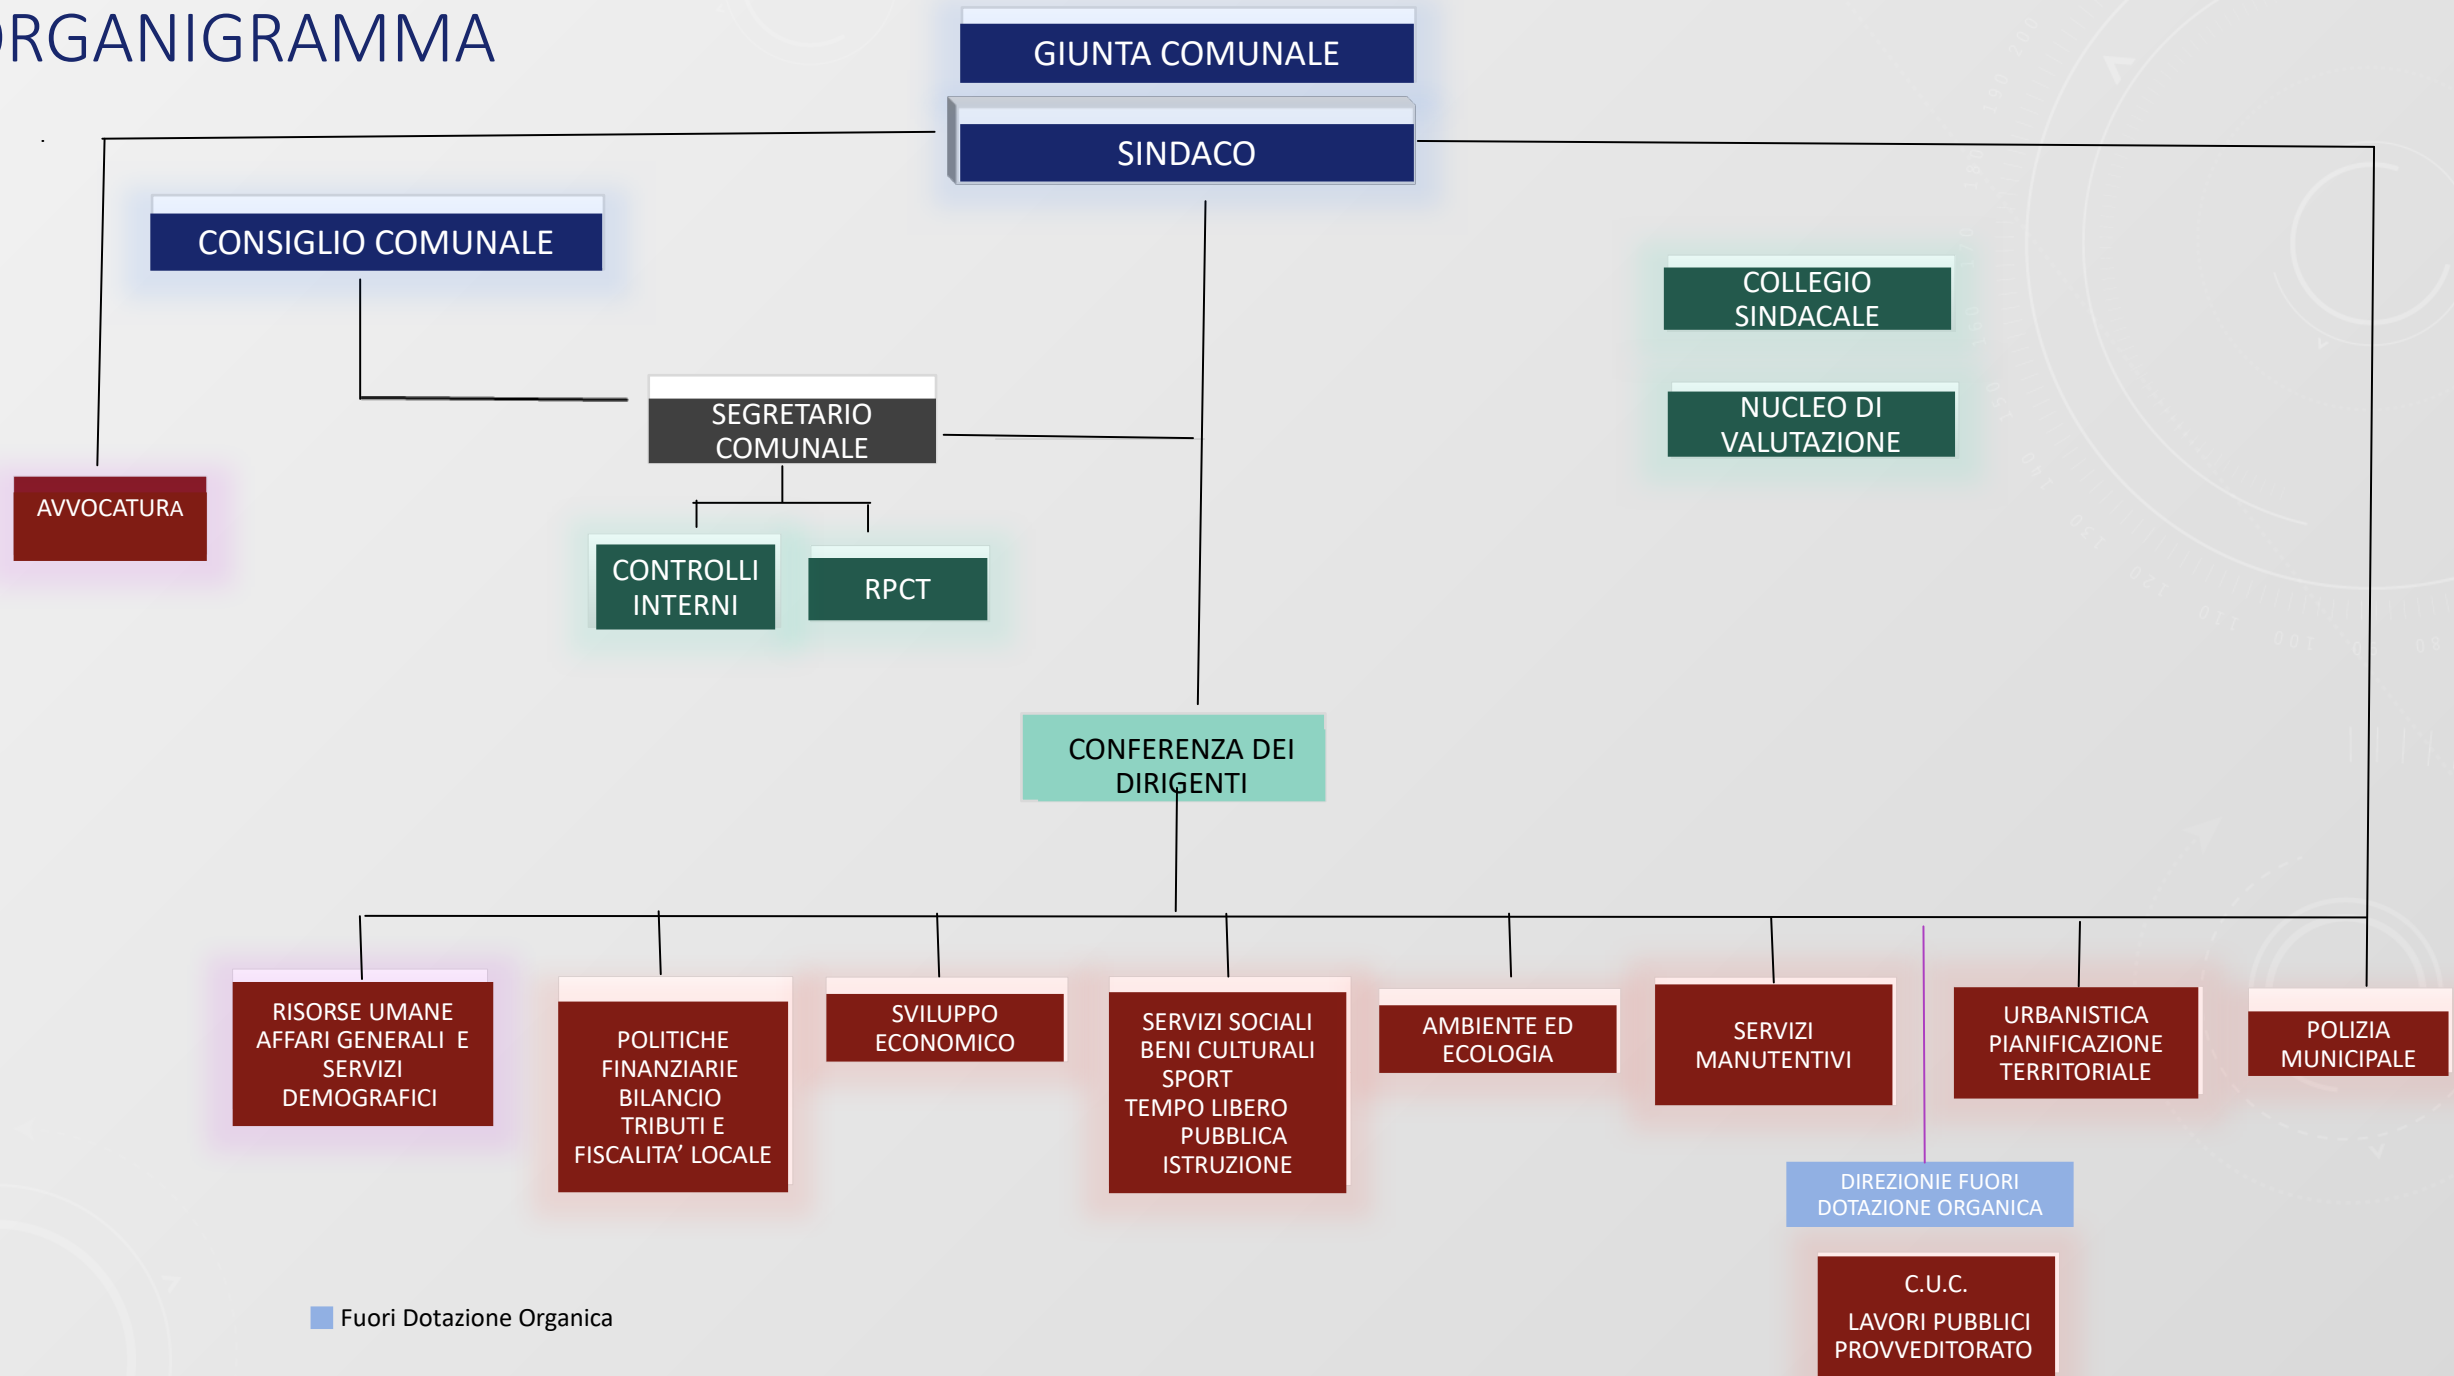 ORGANIGRAMMA
GIUNTA COMUNALE
SINDACO
CONSIGLIO COMUNALE
COLLEGIO
SINDACALE
SEGRETARIO
COMUNALE
NUCLEO DI
VALUTAZIONE
AVVOCATURA
CONTROLLI
INTERNI
RPCT
CONFERENZA DEI
DIRIGENTI
RISORSE UMANE
AFFARI GENERALI E
SERVIZI
DEMOGRAFICI
POLITICHE
FINANZIARIE
BILANCIO
TRIBUTI E
FISCALITA’ LOCALE
SVILUPPO
ECONOMICO
SERVIZI SOCIALI
BENI CULTURALI
SPORT
TEMPO LIBERO
PUBBLICA
ISTRUZIONE
AMBIENTE ED
ECOLOGIA
SERVIZI
MANUTENTIVI
URBANISTICA
PIANIFICAZIONE
TERRITORIALE
POLIZIA
MUNICIPALE
DIREZIONIE FUORI
DOTAZIONE ORGANICA
C.U.C.
LAVORI PUBBLICI
PROVVEDITORATO
Fuori Dotazione Organica